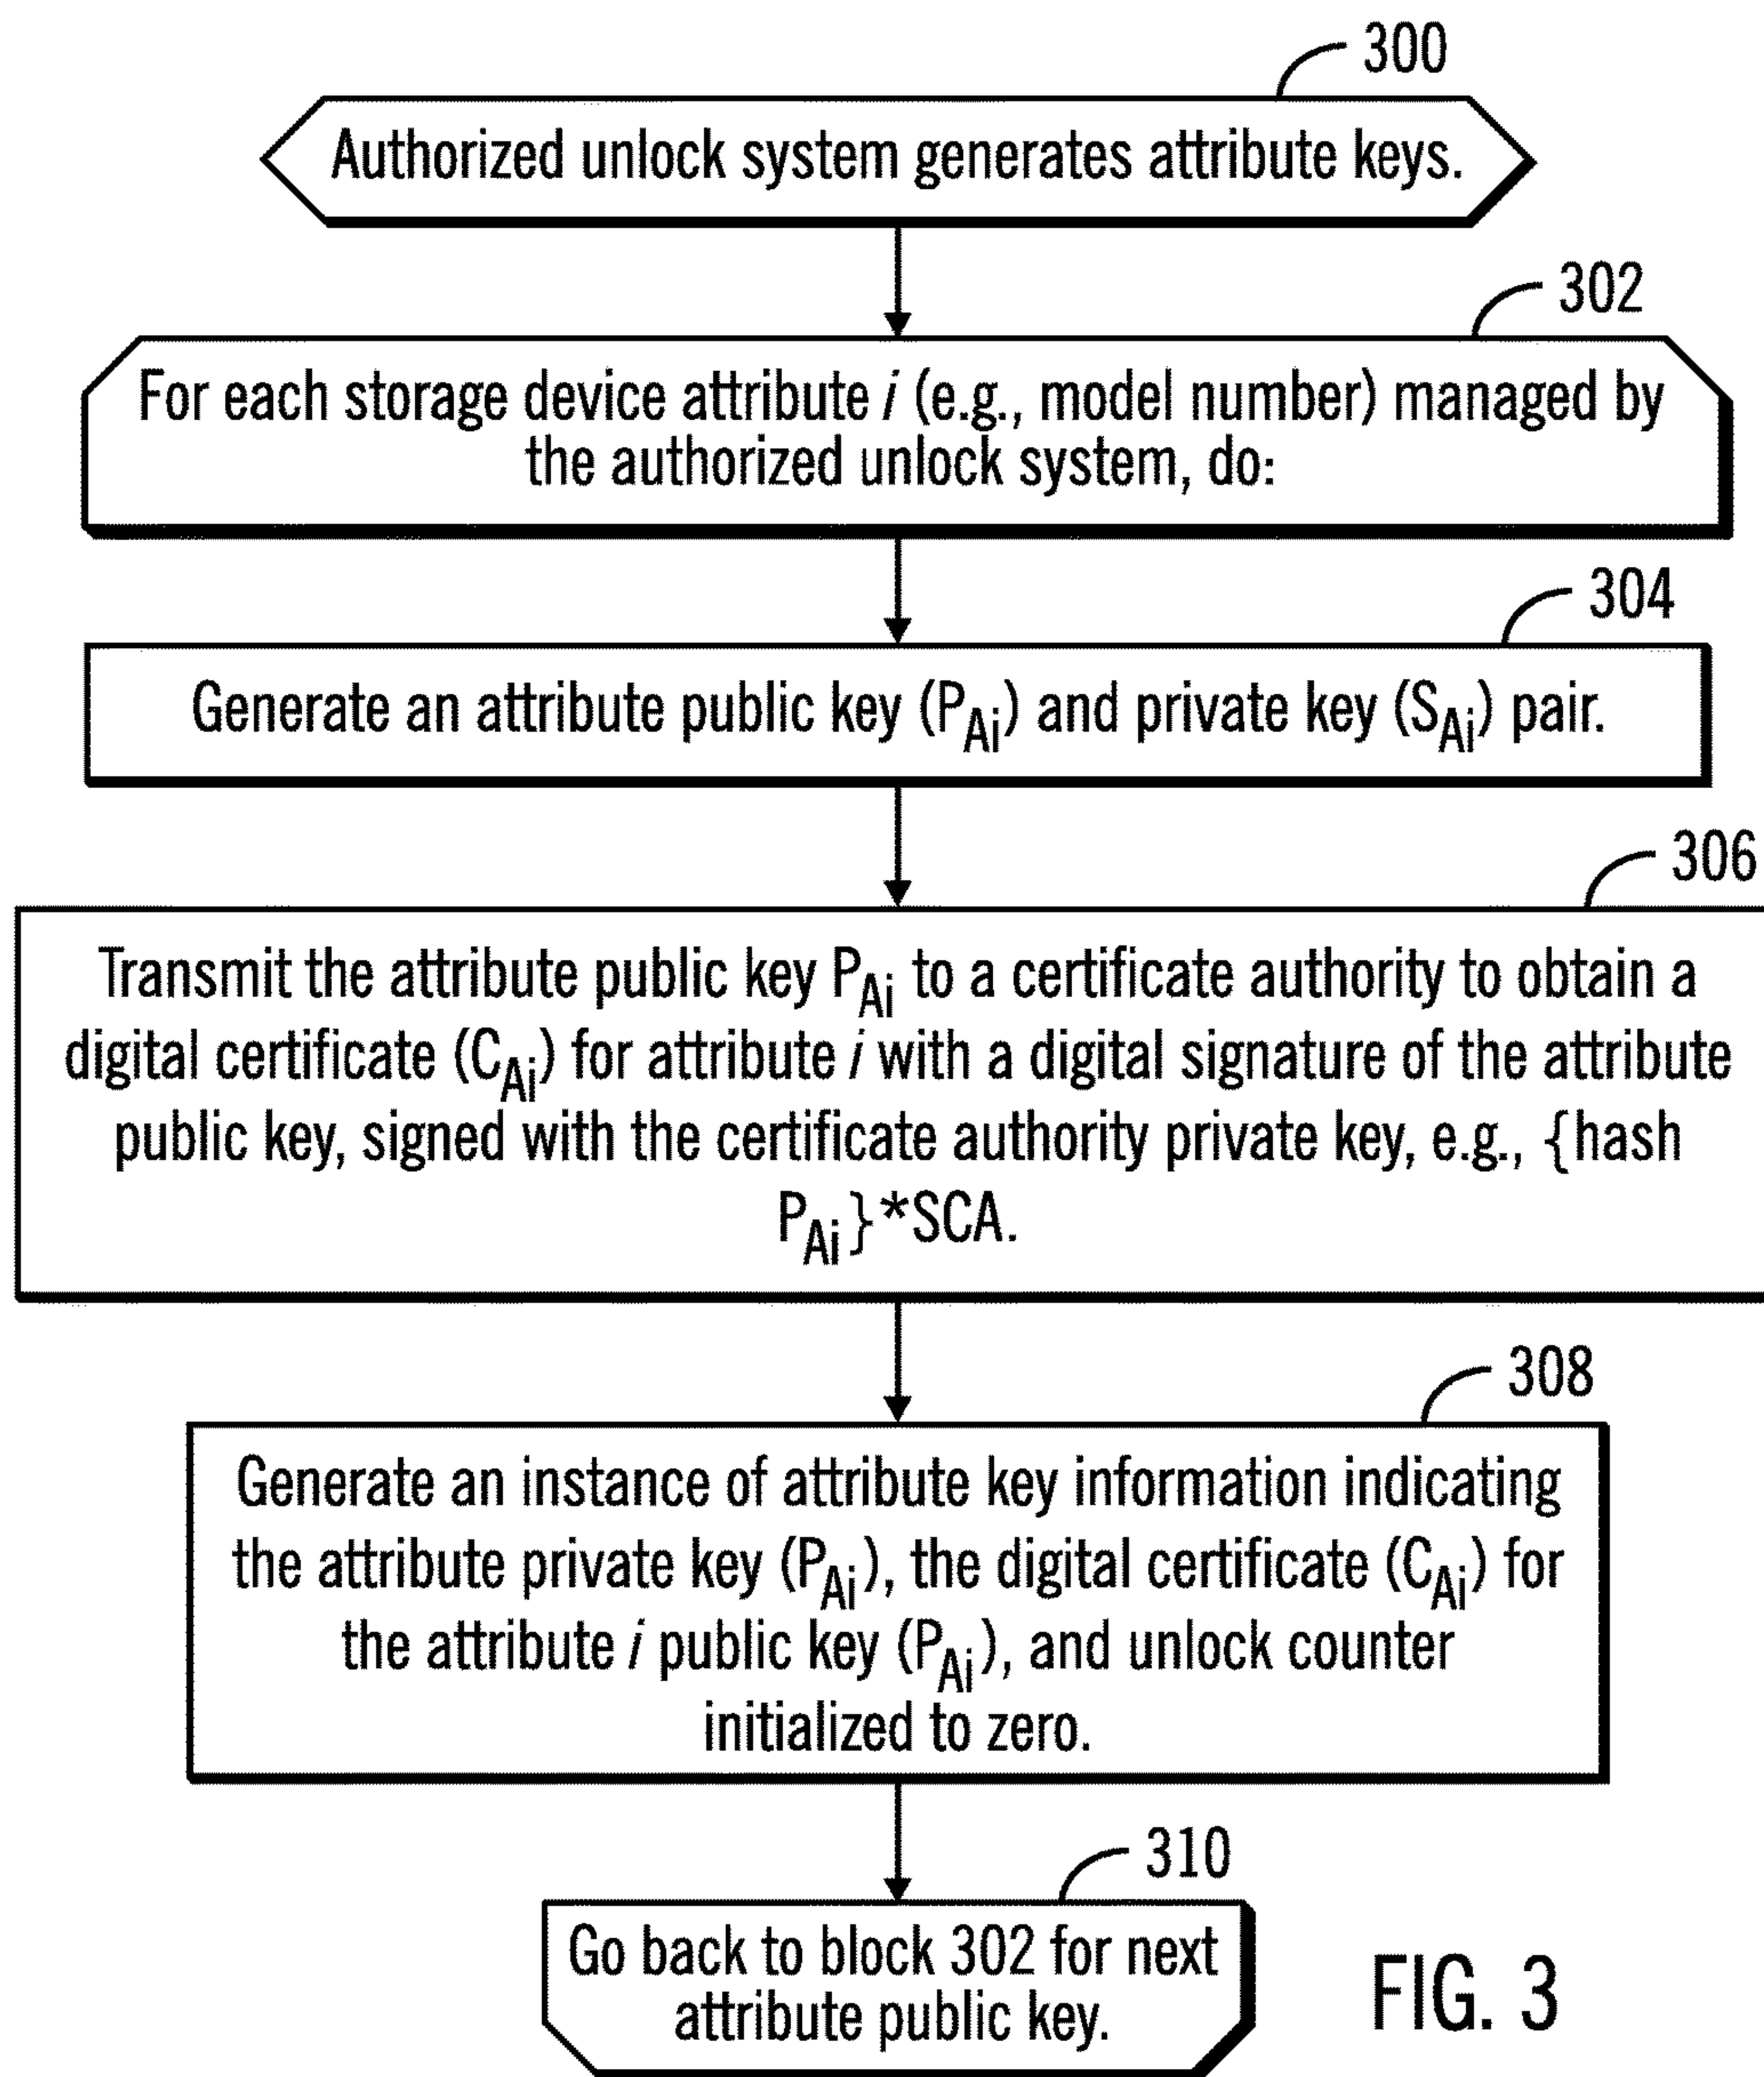 300
Authorized unlock system generates attribute keys.
302
For each storage device attribute i (e.g., model number) managed by
the authorized unlock system, do:
304
Generate an attribute public key (PAi) and private key (SAi) pair.
306
Transmit the attribute public key PAi to a certificate authority to obtain a
digital certificate (CAi) for attribute i with a digital signature of the attribute
public key, signed with the certificate authority private key, e.g., {hash
PAi}*SCA.
308
Generate an instance of attribute key information indicating
the attribute private key (PAi), the digital certificate (CAi) for
the attribute i public key (PAi), and unlock counter
initialized to zero.
310
Go back to block 302 for next
attribute public key.
FIG. 3